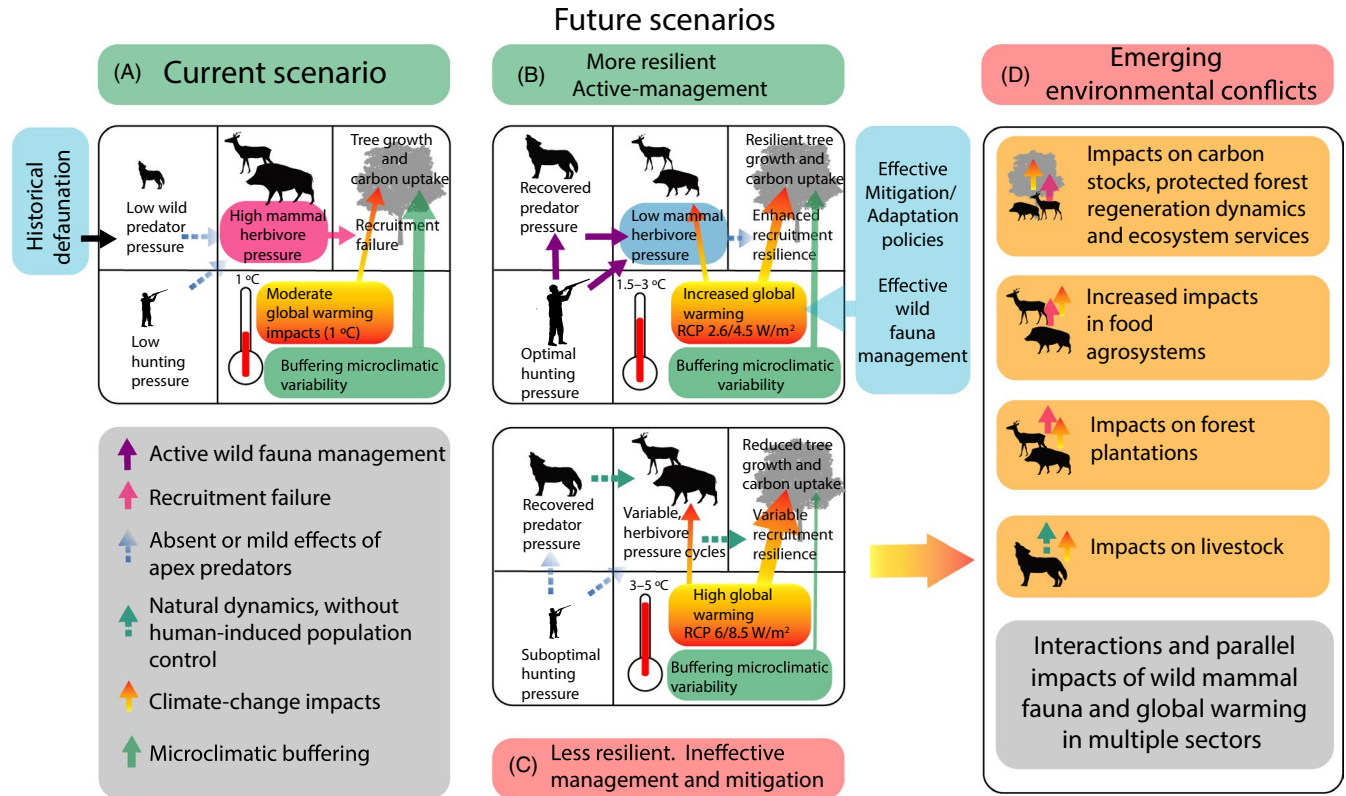 Future scenarios
(A) Current scenario
Historical
defaunation
Low wild
predator
pressure
High mammal
herbivore
pressure
Tree growth
and
carbon uptake
Recruitment
failure
Low
hunting
pressure
1 ºC
Moderate
global warming
impacts (1 ºC)
Buffering microclimatic
variability
(B) More resilient
Active-management
Recovered
predator
pressure
Low mammal
herbivore
pressure
Resilient tree
growth and
carbon uptake
Enhanced
recruitment
resilience
Optimal
hunting
pressure
1.5–3 ºC
Increased global
warming
RCP 2.6/4.5 W/m²
Buffering microclimatic
variability
Effective
Mitigation/
Adaptation
policies
Effective
wild
fauna
management
Active wild fauna management
Recruitment failure
Absent or mild effects of
apex predators
Natural dynamics, without
human-induced population
control
Climate-change impacts
Microclimatic buffering
Recovered
predator
pressure
Variable,
herbivore
pressure cycles
Reduced tree
growth and
carbon uptake
Variable
recruitment
resilience
Suboptimal
hunting
pressure
3–5 ºC
High global
warming
RCP 6/8.5 W/m²
Buffering microclimatic
variability
(C) Less resilient. Ineffective
management and mitigation
(D) Emerging
environmental conflicts
Impacts on carbon
stocks, protected forest
regeneration dynamics
and ecosystem services
Increased impacts
in food
agrosystems
Impacts on forest
plantations
Impacts on livestock
Interactions and parallel
impacts of wild mammal
fauna and global warming
in multiple sectors